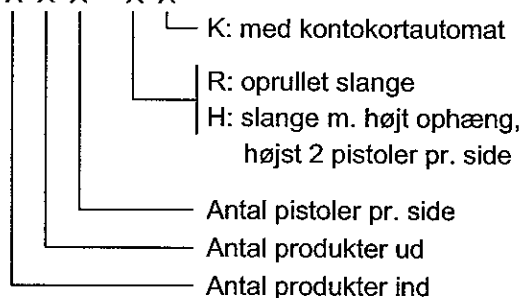 K: med kontokortautomat
R: oprullet slange
H: slange m. højt ophæng,
højst 2 pistoler pr. side
Antal pistoler pr. side
Antal produkter ud
Antal produkter ind